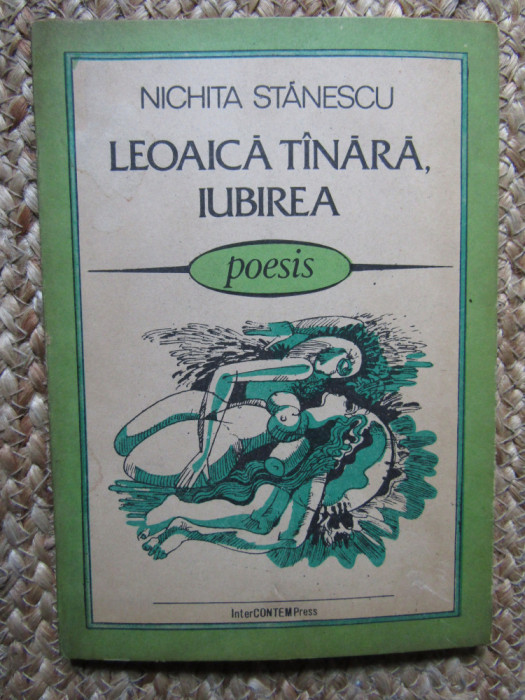 NICHITA STĂNESCU
LEOAICĂ TÎNĂRĂ,
IUBIREA
poesis
InterCONTEMPress